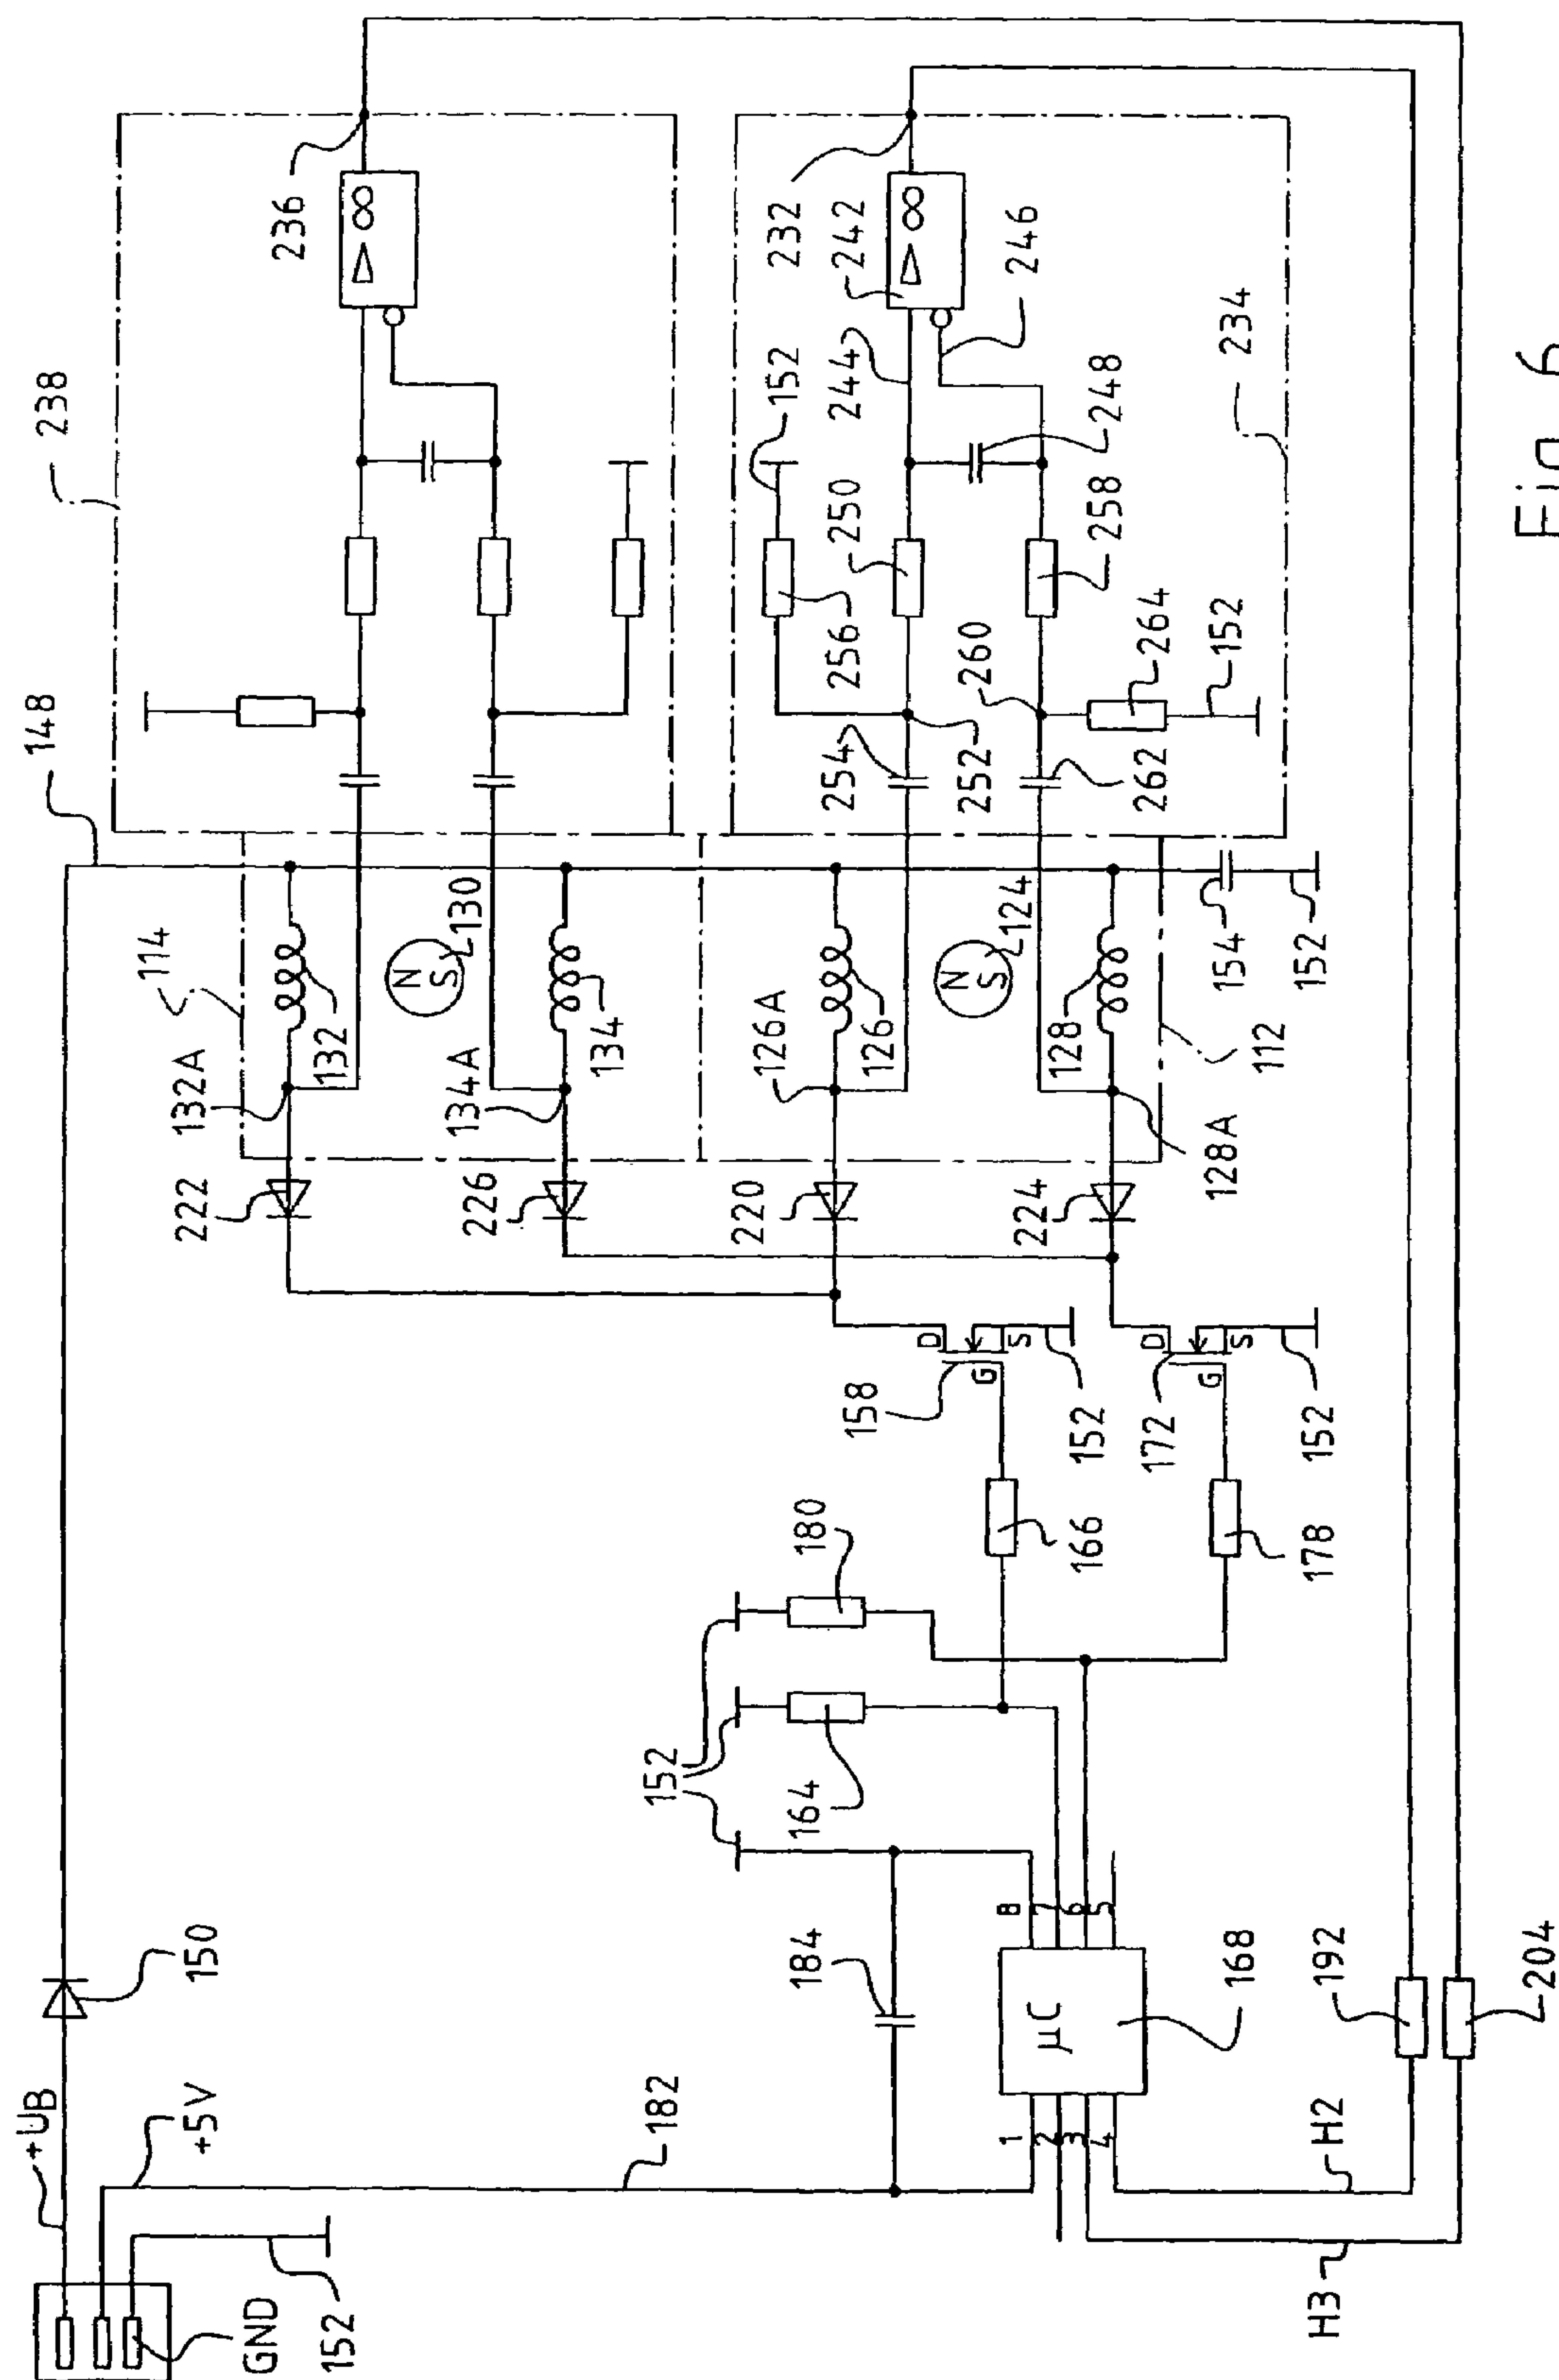 +UB
+5V
GND
152
182
150
148
238
236
114
132A
132
N
S
130
134A
134
222
226
220
224
126A
126
N
S
124
128
128A
112
154
152
232
242
244
246
152
256
250
248
254
252
260
258
262
264
152
234
D
G
S
158
152
D
G
S
172
152
166
178
180
164
152
184
1
2
3
4
5
6
7
8
µC
168
H2
H3
192
204
Fig. 6